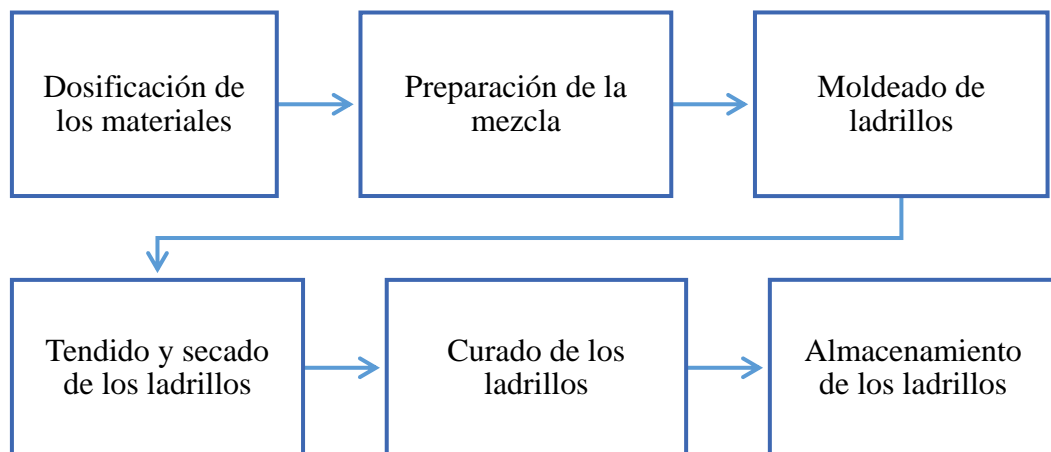 Dosificación de
los materiales
Preparación de la
mezcla
Moldeado de
ladrillos
Tendido y secado
de los ladrillos
Curado de los
ladrillos
Almacenamiento
de los ladrillos